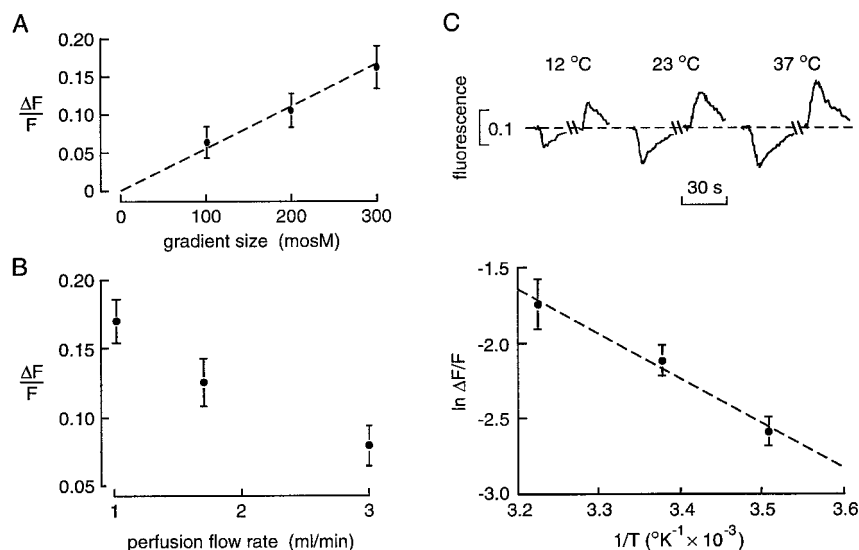 A
0.20
0.15
0.10
0.05
0
ΔF
F
0 100 200 300
gradient size (mosM)
B
0.20
0.15
0.10
0.05
ΔF
F
1 2 3
perfusion flow rate (ml/min)
C
12 °C 23 °C 37 °C
fluorescence
0.1
30 s
-1.5
-2.0
-2.5
-3.0
ln ΔF/F
3.2 3.3 3.4 3.5 3.6
1/T (°K⁻¹ × 10⁻³)